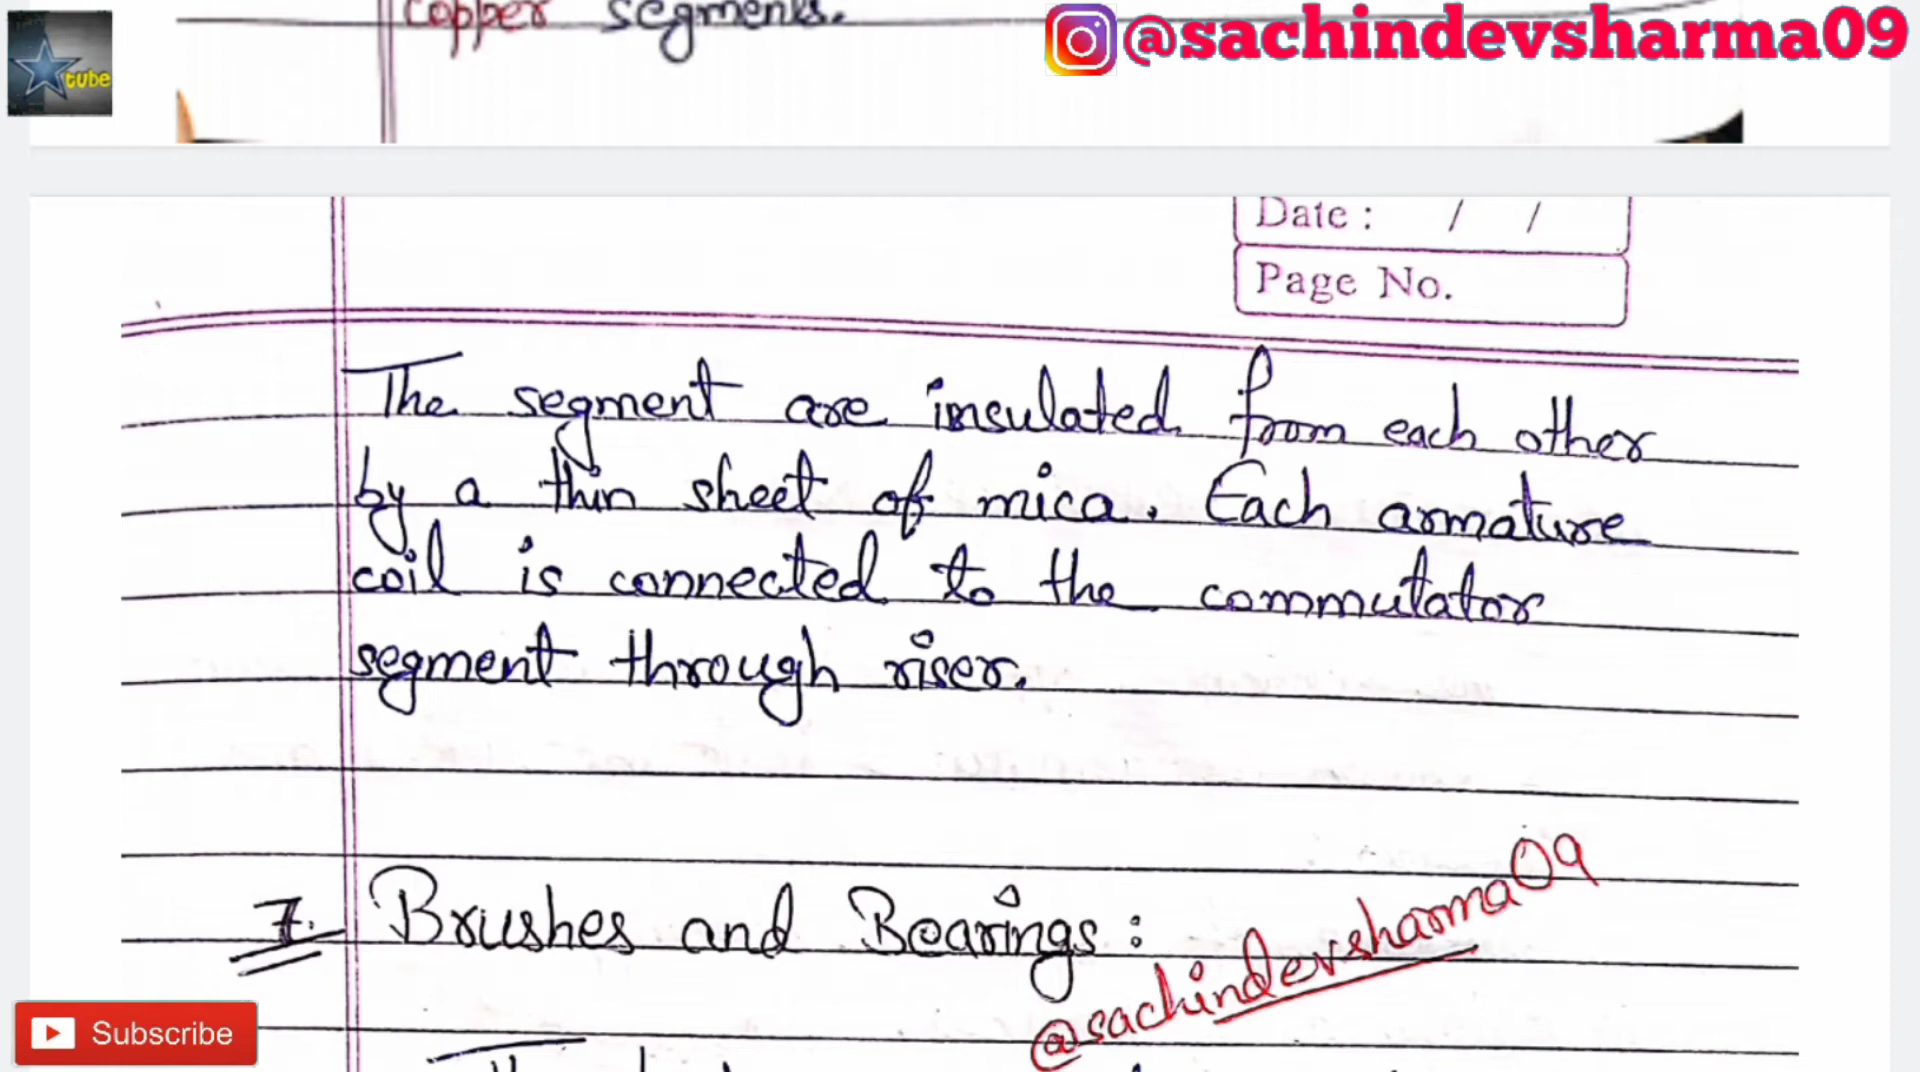 copper segments.
@sachindevsharma09
tube
Date : / /
Page No.
The segment are insulated from each other
by a thin sheet of mica. Each armature
coil is connected to the commutator
segment through riser.
7. Brushes and Bearings :
@sachindevsharma09
Subscribe